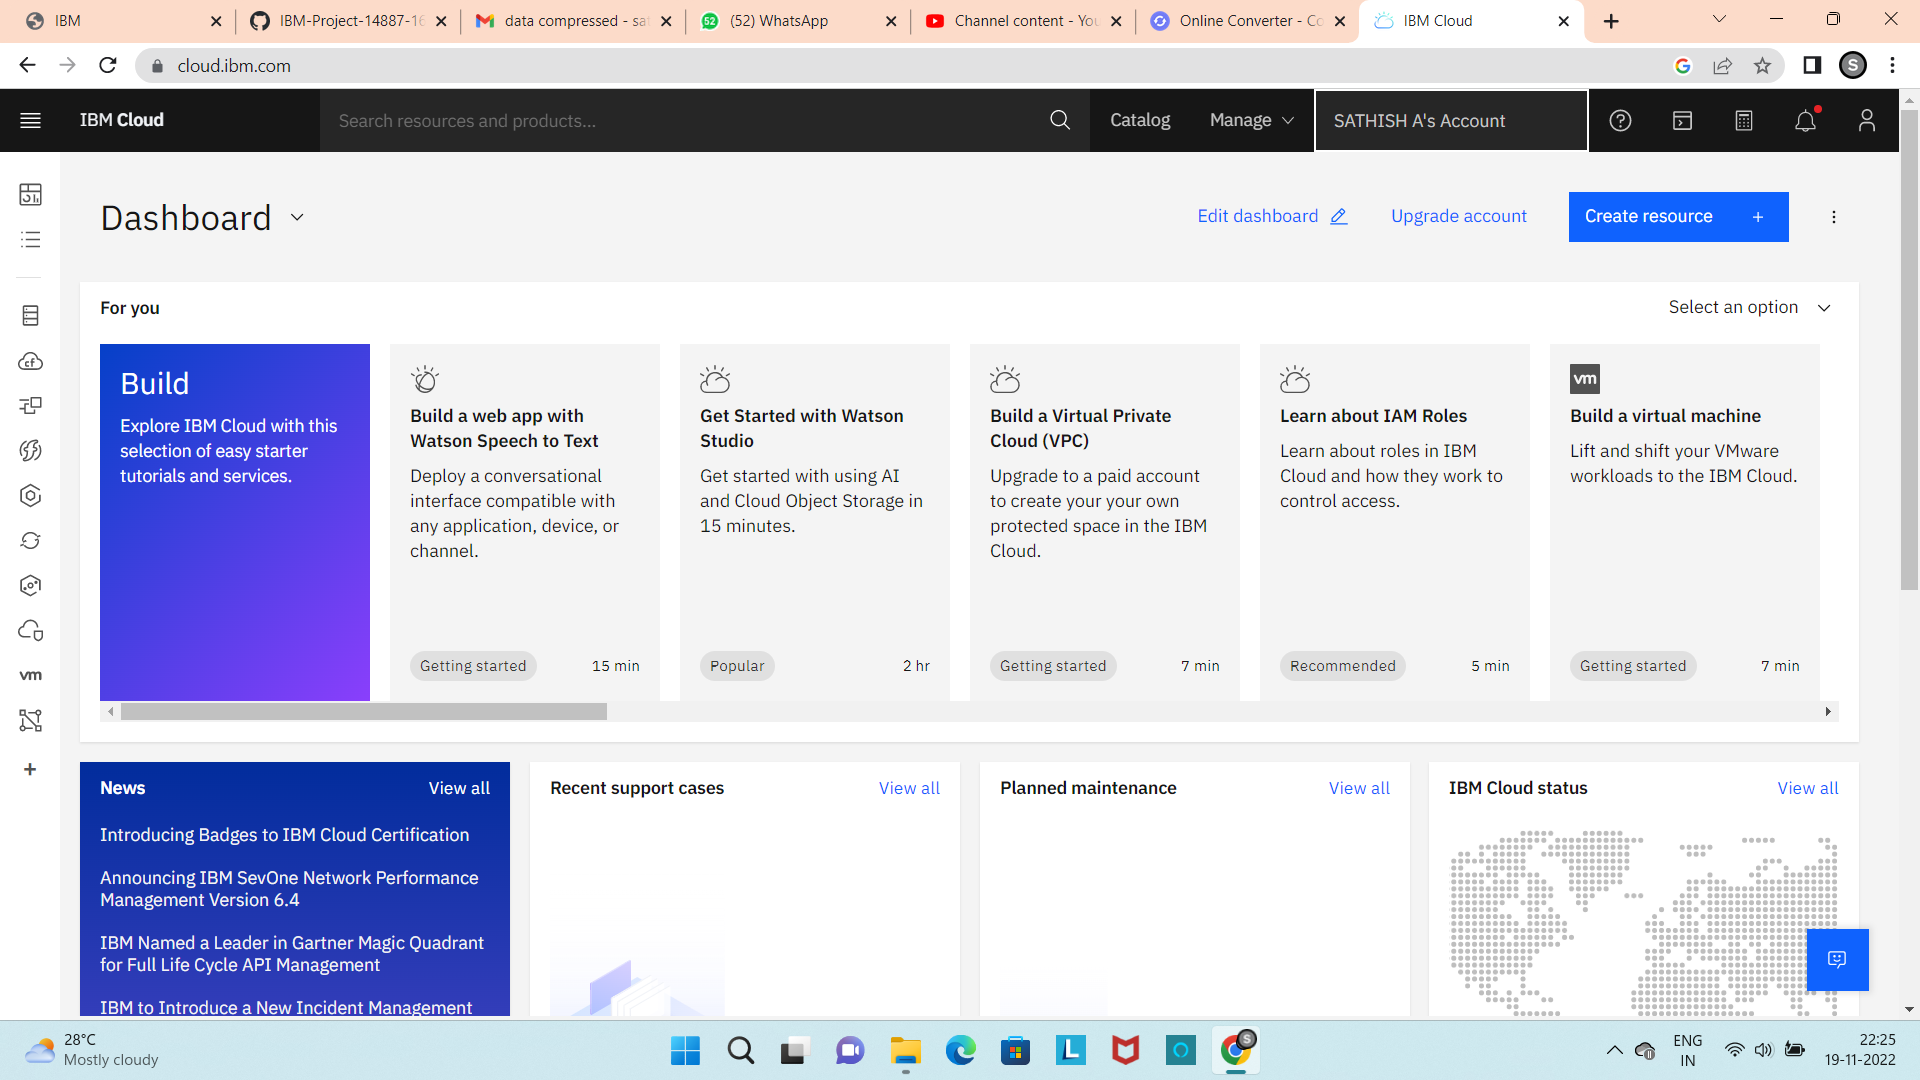 IBM
IBM-Project-14887-16
data compressed - sat
(52) WhatsApp
Channel content - You
Online Converter - Co
IBM Cloud
cloud.ibm.com
S
IBM Cloud
Search resources and products...
Catalog
Manage
SATHISH A's Account
Dashboard
Edit dashboard
Upgrade account
Create resource +
For you
Select an option
Build
Explore IBM Cloud with this
selection of easy starter
tutorials and services.
Build a web app with
Watson Speech to Text
Deploy a conversational
interface compatible with
any application, device, or
channel.
Getting started
15 min
Get Started with Watson
Studio
Get started with using AI
and Cloud Object Storage in
15 minutes.
Popular
2 hr
Build a Virtual Private
Cloud (VPC)
Upgrade to a paid account
to create your your own
protected space in the IBM
Cloud.
Getting started
7 min
Learn about IAM Roles
Learn about roles in IBM
Cloud and how they work to
control access.
Recommended
5 min
vm
Build a virtual machine
Lift and shift your VMware
workloads to the IBM Cloud.
Getting started
7 min
vm
News
View all
Introducing Badges to IBM Cloud Certification
Announcing IBM SevOne Network Performance
Management Version 6.4
IBM Named a Leader in Gartner Magic Quadrant
for Full Life Cycle API Management
IBM to Introduce a New Incident Management
Recent support cases
View all
Planned maintenance
View all
IBM Cloud status
View all
28°C
Mostly cloudy
ENG
IN
22:25
19-11-2022